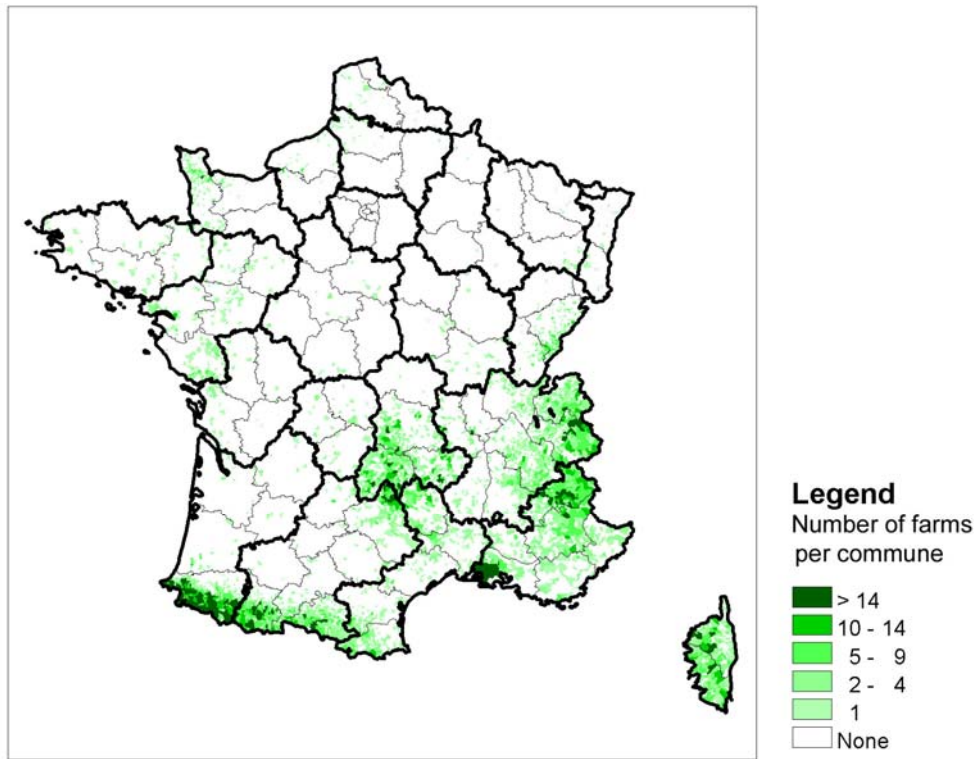 Legend
Number of farms
per commune
> 14
10 - 14
5 - 9
2 - 4
1
None